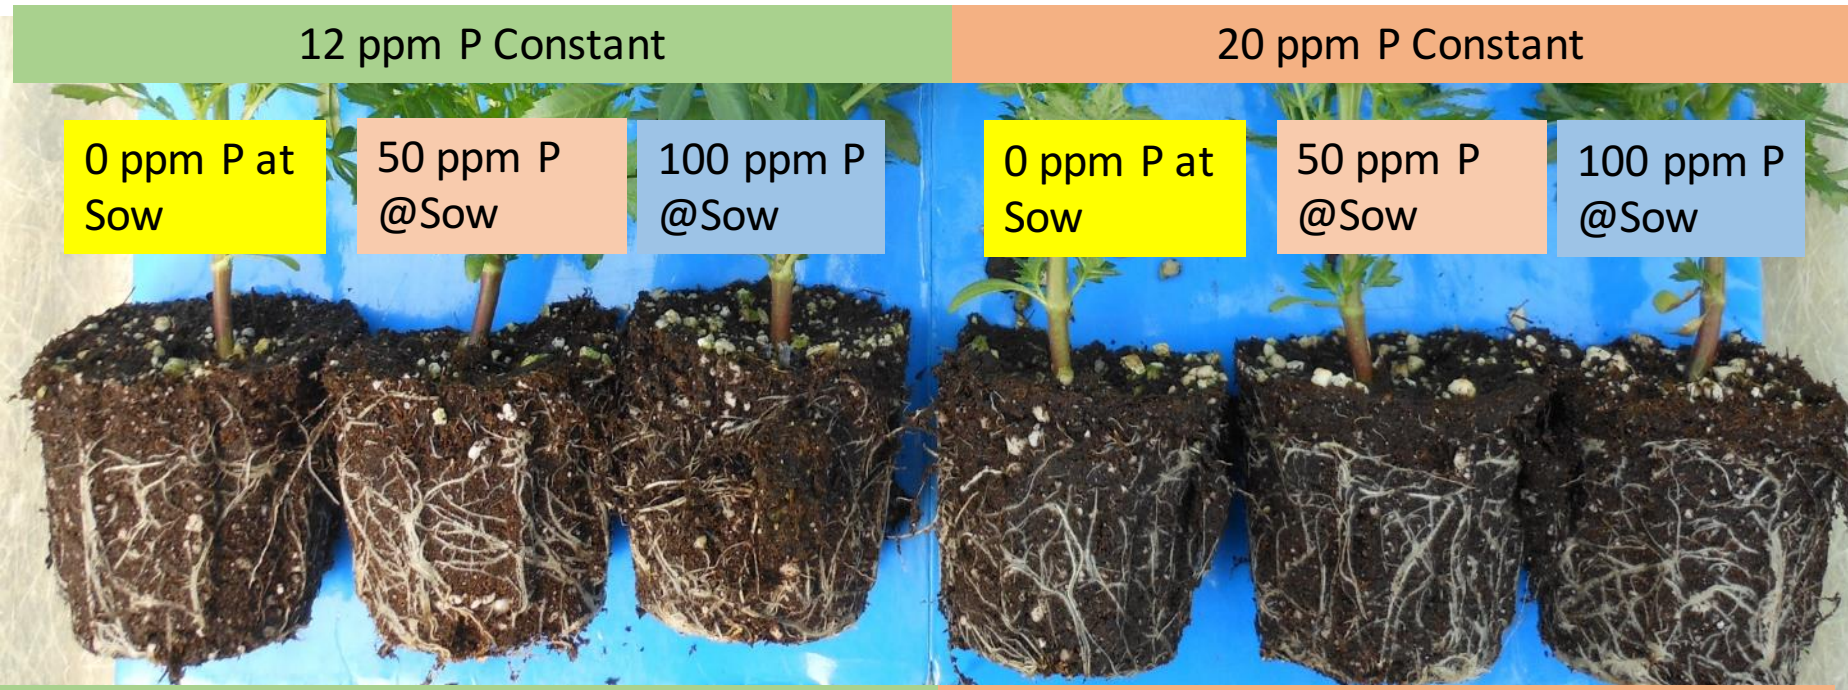 12 ppm P Constant
20 ppm P Constant
0 ppm P at
Sow
50 ppm P
@Sow
100 ppm P
@Sow
0 ppm P at
Sow
50 ppm P
@Sow
100 ppm P
@Sow